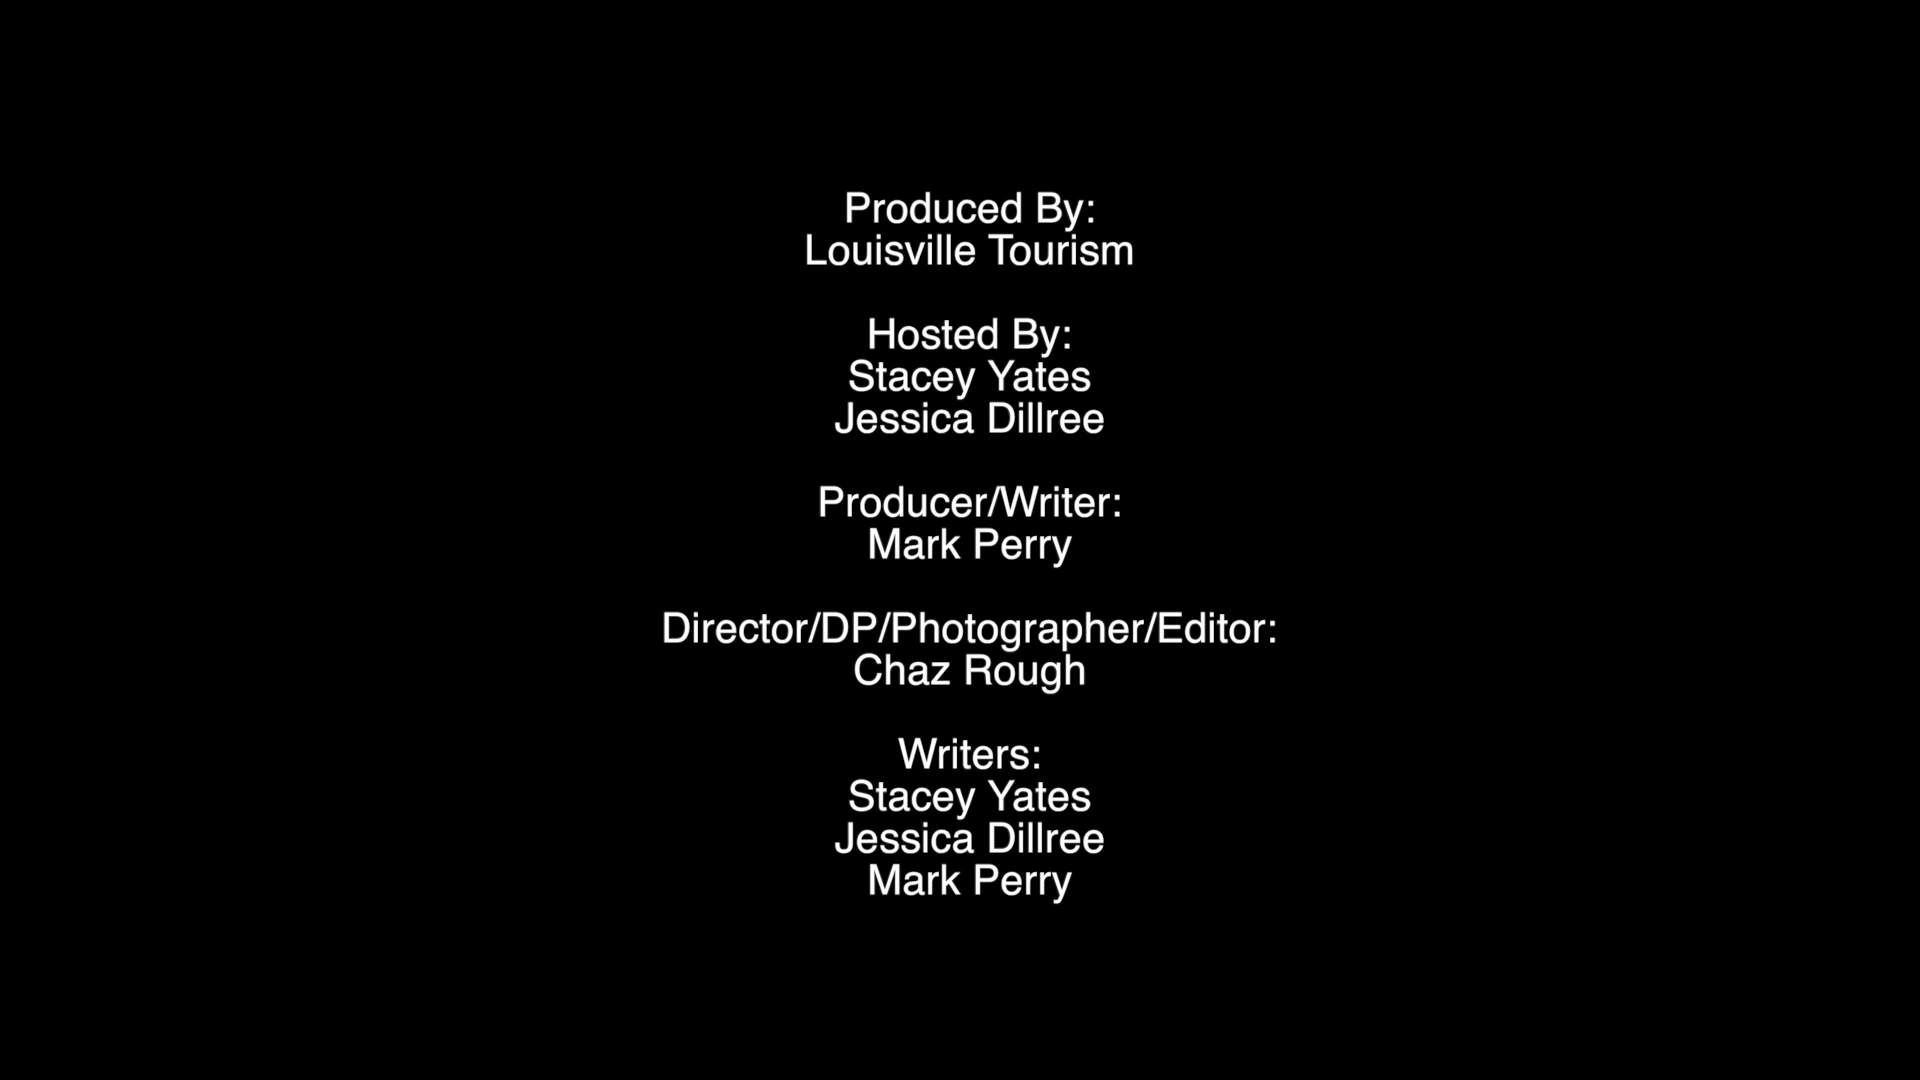 Produced By:
Louisville Tourism
Hosted By:
Stacey Yates
Jessica Dillree
Producer/Writer:
Mark Perry
Director/DP/Photographer/Editor:
Chaz Rough
Writers:
Stacey Yates
Jessica Dillree
Mark Perry